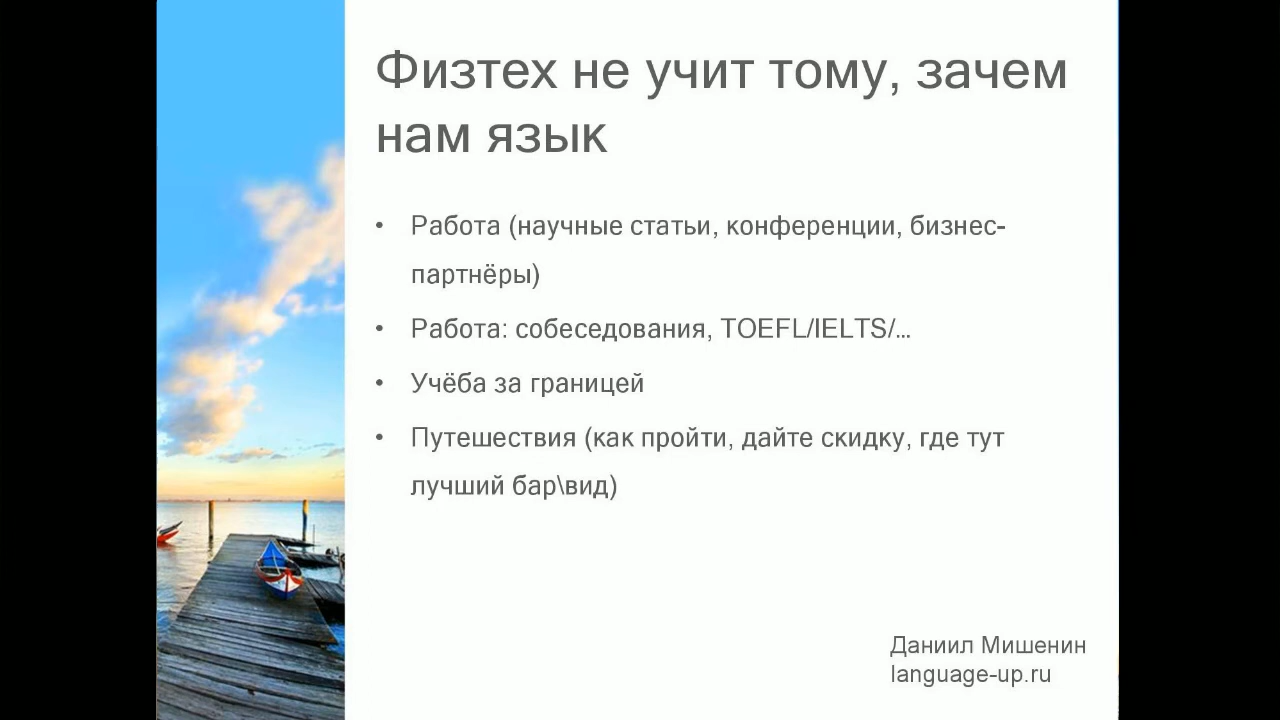 Физтех не учит тому, зачем
нам язык
• Работа (научные статьи, конференции, бизнес-
партнёры)
• Работа: собеседования, TOEFL/IELTS/...
• Учёба за границей
• Путешествия (как пройти, дайте скидку, где тут
лучший бар\вид)
Даниил Мишенин
language-up.ru